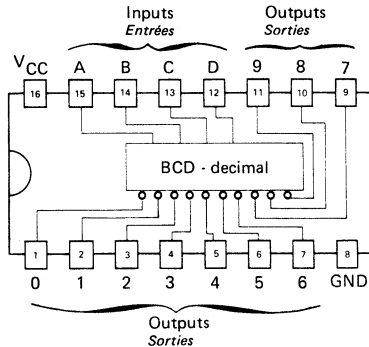 Inputs Outputs
Entrées Sorties
VCC A B C D 9 8 7
16 15 14 13 12 11 10 9
BCD - decimal
1 2 3 4 5 6 7 8
0 1 2 3 4 5 6 GND
Outputs
Sorties